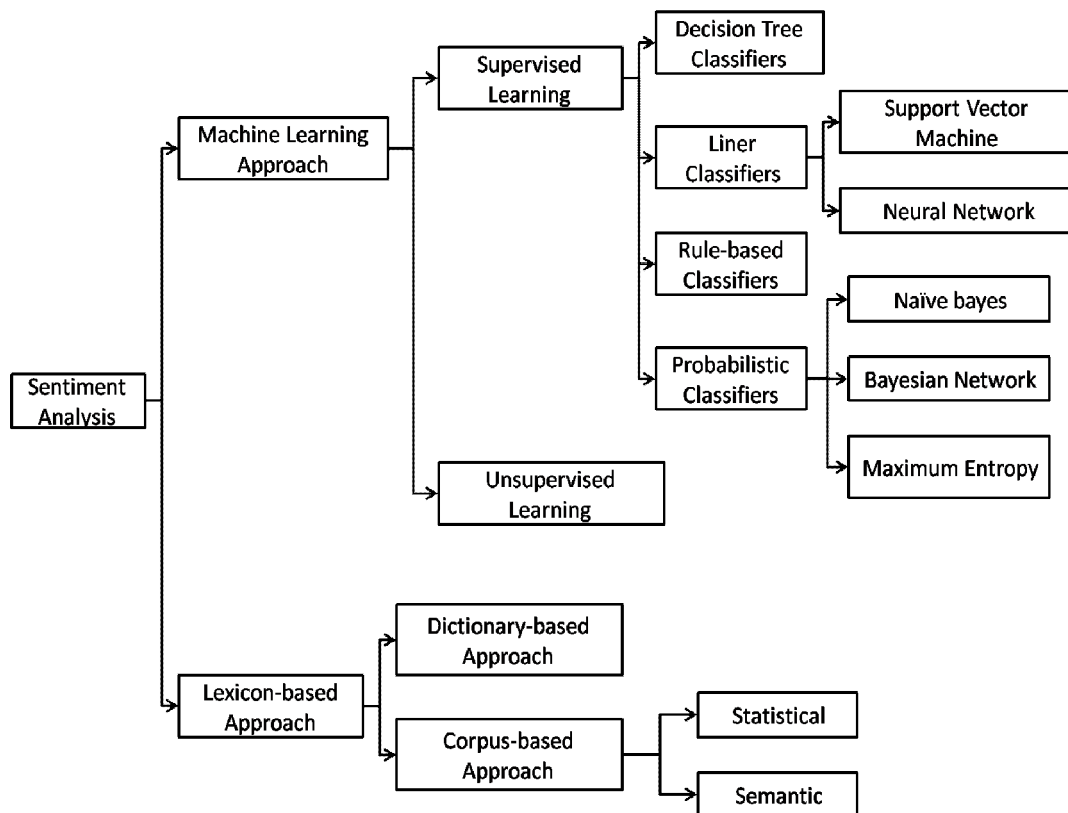 Sentiment
Analysis
Machine Learning
Approach
Supervised
Learning
Decision Tree
Classifiers
Liner
Classifiers
Support Vector
Machine
Neural Network
Rule-based
Classifiers
Probabilistic
Classifiers
Naïve bayes
Bayesian Network
Maximum Entropy
Unsupervised
Learning
Lexicon-based
Approach
Dictionary-based
Approach
Corpus-based
Approach
Statistical
Semantic